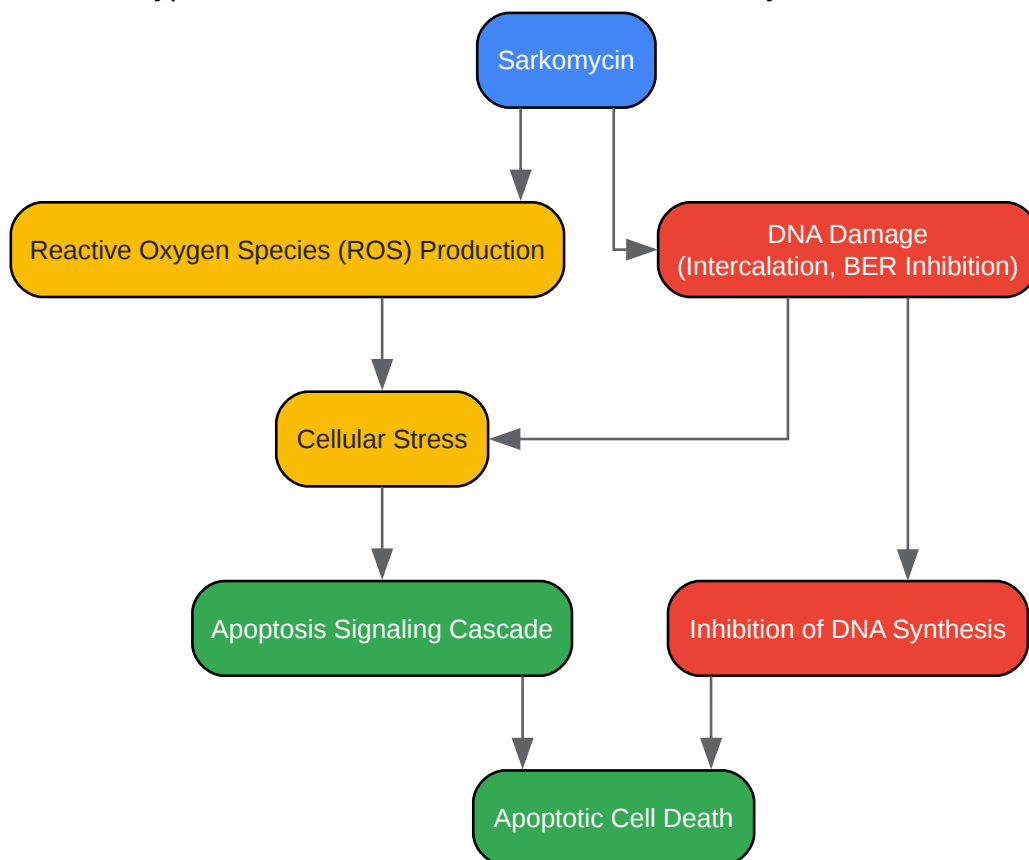 Sarkomycin
Reactive Oxygen Species (ROS) Production
DNA Damage
(Intercalation, BER Inhibition)
Cellular Stress
Apoptosis Signaling Cascade
Inhibition of DNA Synthesis
Apoptotic Cell Death